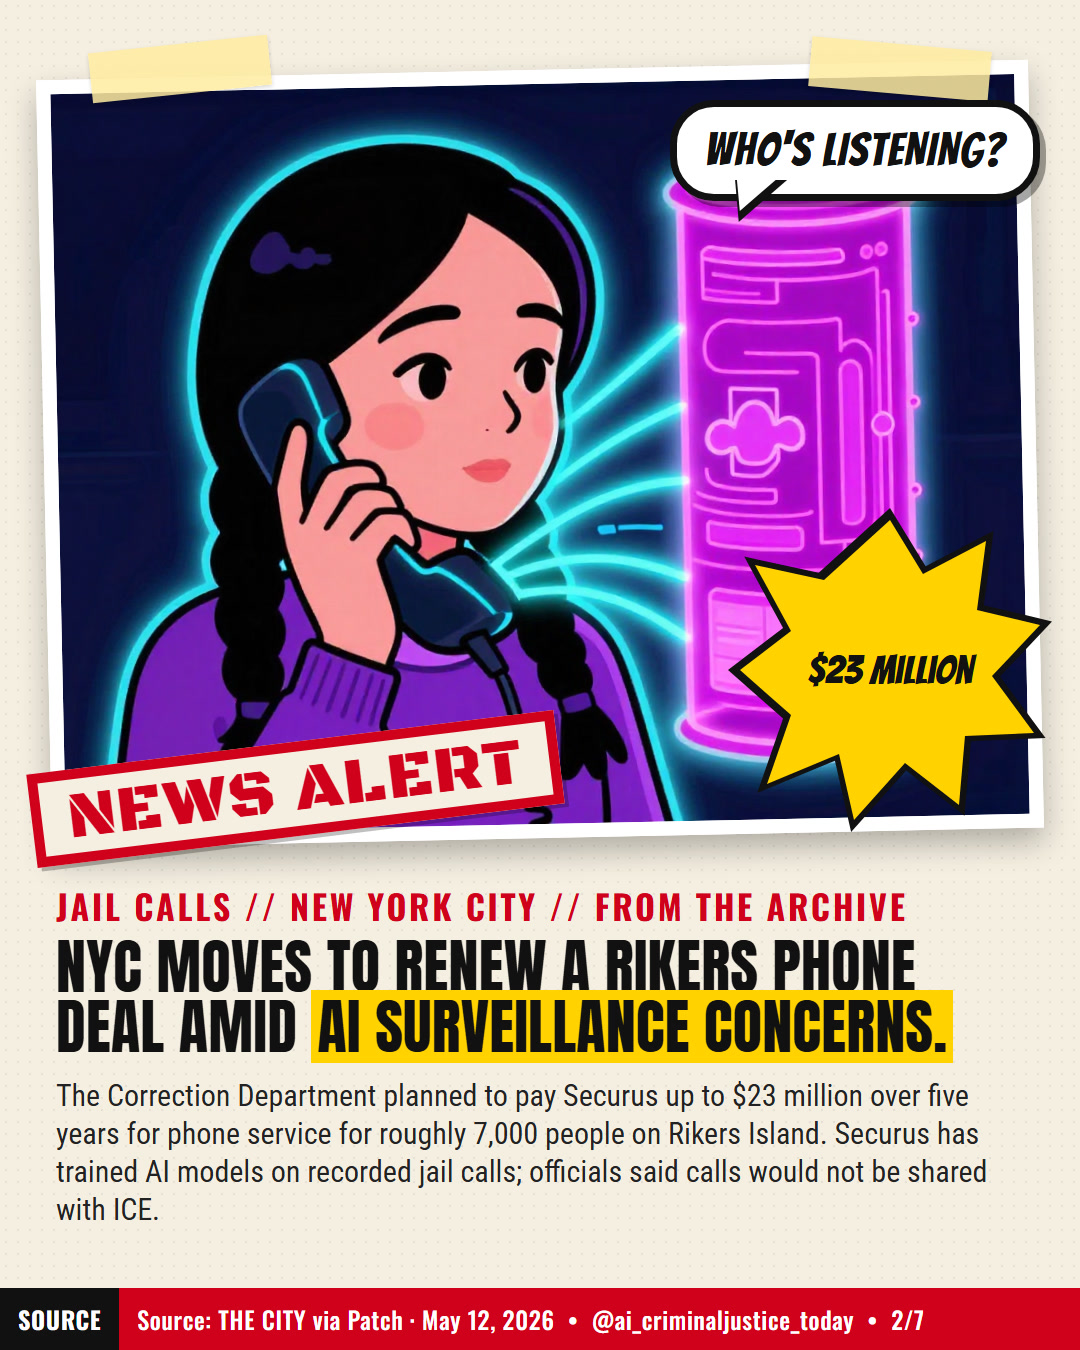 WHO'S LISTENING?
$23 MILLION
NEWS ALERT
JAIL CALLS // NEW YORK CITY // FROM THE ARCHIVE
NYC MOVES TO RENEW A RIKERS PHONE
DEAL AMID AI SURVEILLANCE CONCERNS.
The Correction Department planned to pay Securus up to $23 million over five
years for phone service for roughly 7,000 people on Rikers Island. Securus has
trained AI models on recorded jail calls; officials said calls would not be shared
with ICE.
SOURCE Source: THE CITY via Patch · May 12, 2026 • @ai_criminaljustice_today • 2/7